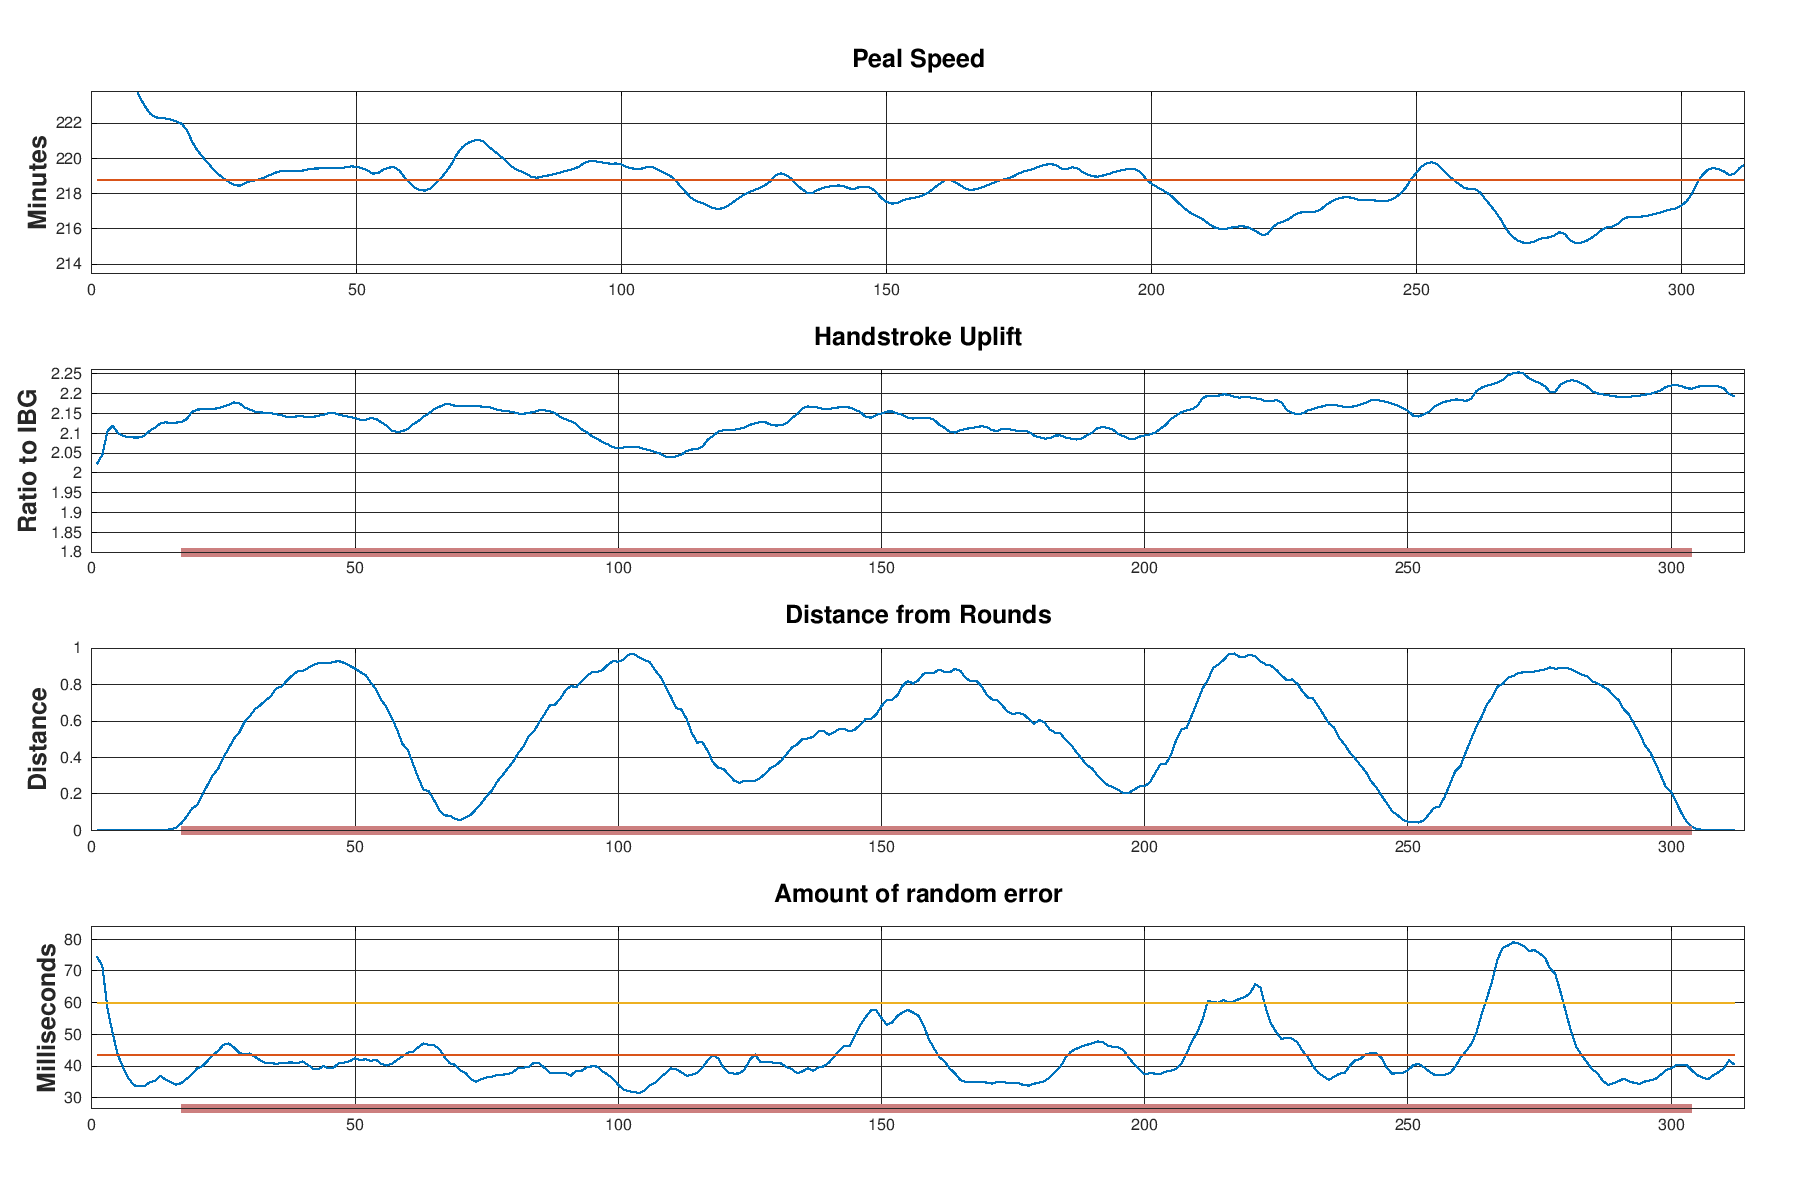 Peal Speed
Minutes
222
220
218
216
214
0 50 100 150 200 250 300
Handstroke Uplift
Ratio to IBG
2.25
2.2
2.15
2.1
2.05
2
1.95
1.9
1.85
1.8
0 50 100 150 200 250 300
Distance from Rounds
Distance
1
0.8
0.6
0.4
0.2
0
0 50 100 150 200 250 300
Amount of random error
Milliseconds
80
70
60
50
40
30
0 50 100 150 200 250 300